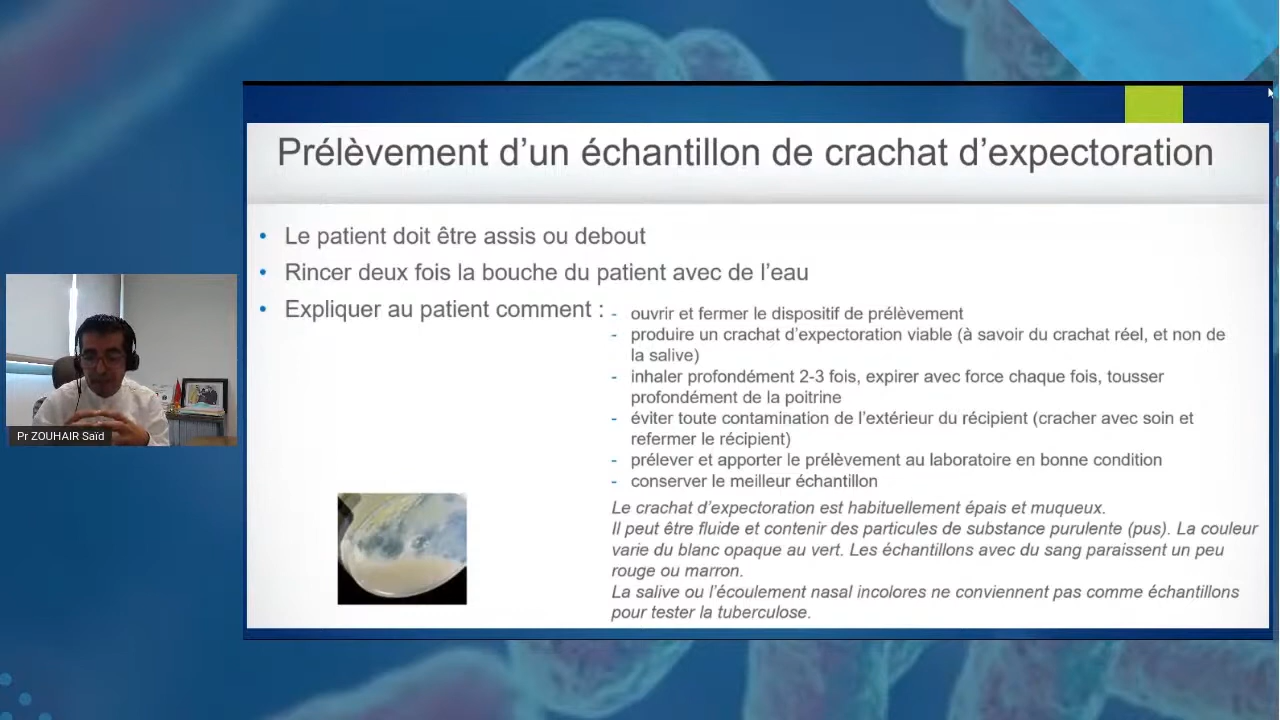 Prélèvement d’un échantillon de crachat d’expectoration
• Le patient doit être assis ou debout
• Rincer deux fois la bouche du patient avec de l’eau
• Expliquer au patient comment :
- ouvrir et fermer le dispositif de prélèvement
- produire un crachat d’expectoration viable (à savoir du crachat réel, et non de
la salive)
- inhaler profondément 2-3 fois, expirer avec force chaque fois, tousser
profondément de la poitrine
- éviter toute contamination de l’extérieur du récipient (cracher avec soin et
refermer le récipient)
- prélever et apporter le prélèvement au laboratoire en bonne condition
- conserver le meilleur échantillon
Le crachat d’expectoration est habituellement épais et muqueux.
Il peut être fluide et contenir des particules de substance purulente (pus). La couleur
varie du blanc opaque au vert. Les échantillons avec du sang paraissent un peu
rouge ou marron.
La salive ou l’écoulement nasal incolores ne conviennent pas comme échantillons
pour tester la tuberculose.
Pr ZOUHAIR Saïd